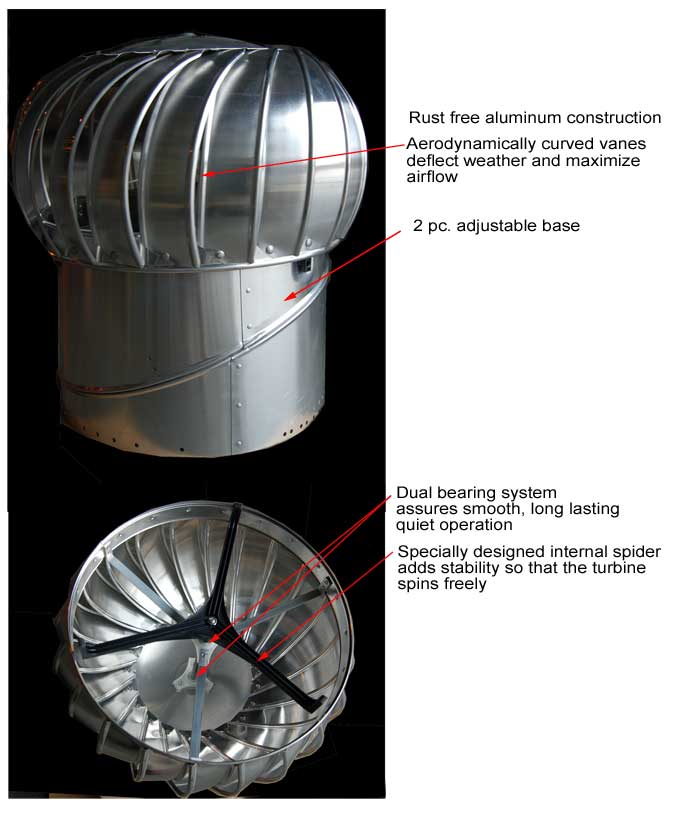 Rust free aluminum construction
Aerodynamically curved vanes
deflect weather and maximize
airflow
2 pc. adjustable base
Dual bearing system
assures smooth, long lasting
quiet operation
Specially designed internal spider
adds stability so that the turbine
spins freely